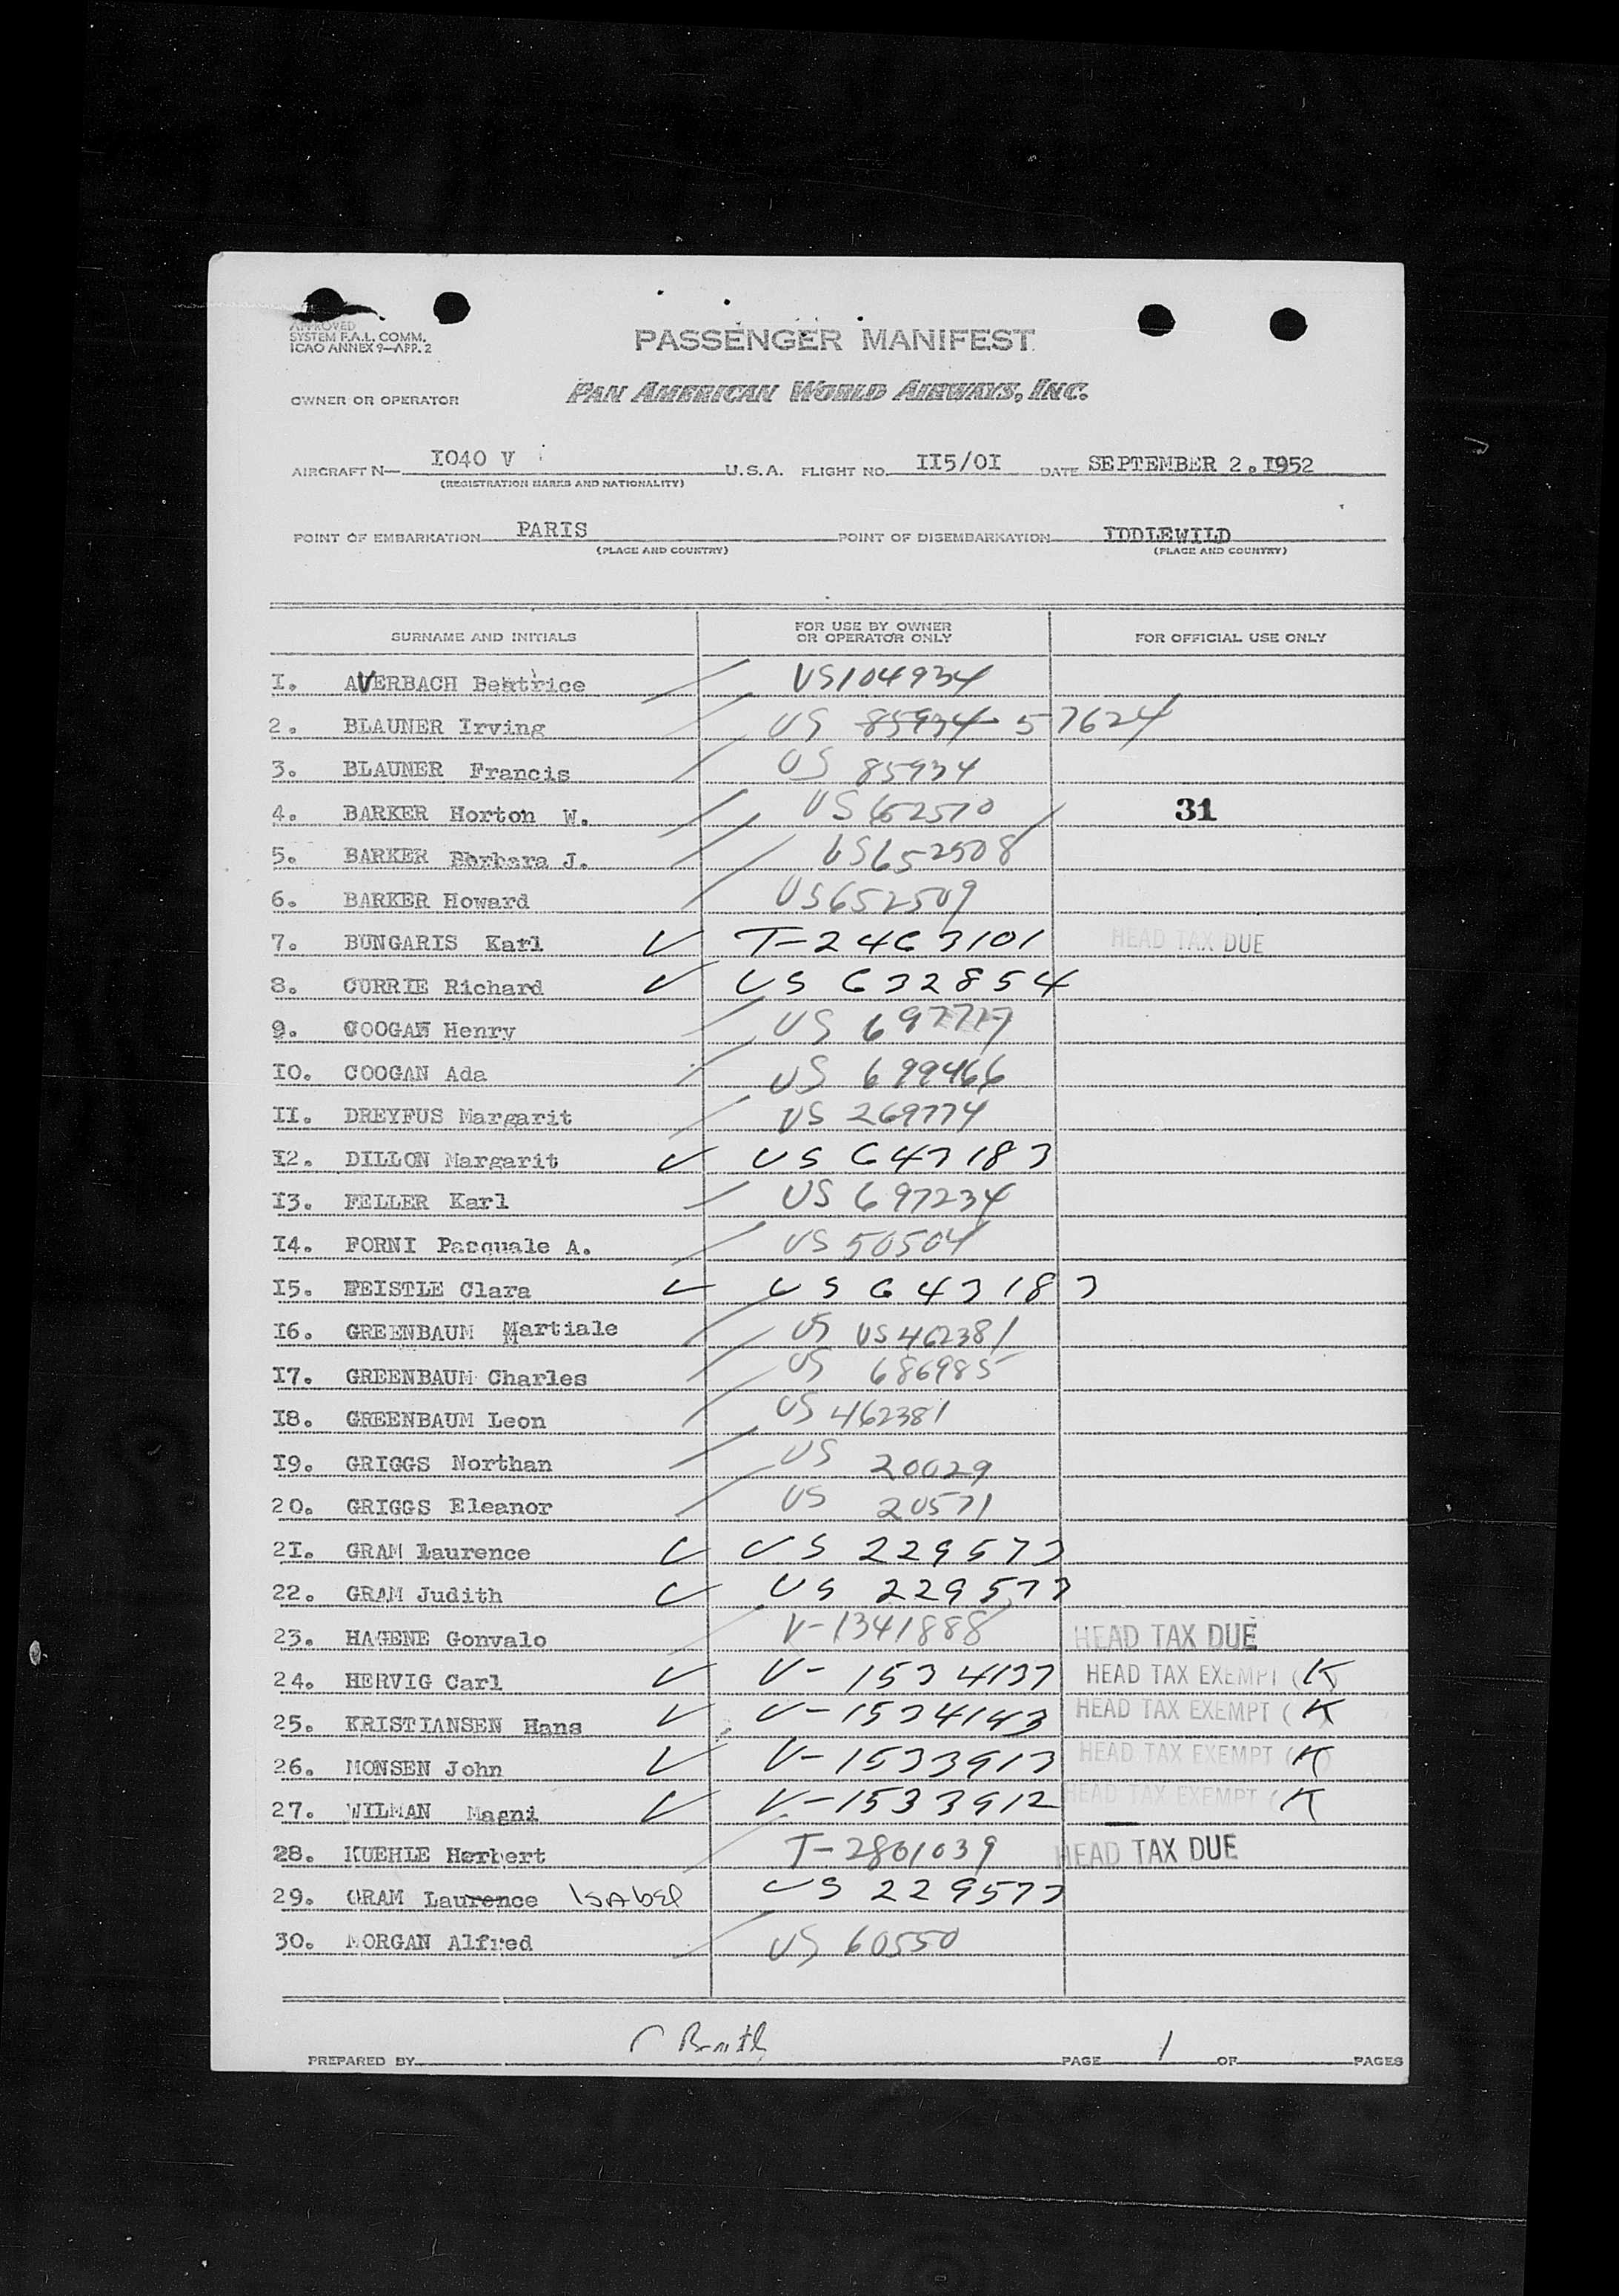 APPROVED
SYSTEM F.A.L. COMM.
ICAO ANNEX 9—APP. 2
PASSENGER MANIFEST
OWNER OR OPERATOR PAN AMERICAN WORLD AIRWAYS, INC.
AIRCRAFT N— I040 V U.S.A. FLIGHT NO. II5/0I DATE SEPTEMBER 2. I952
(REGISTRATION MARKS AND NATIONALITY)
POINT OF EMBARKATION PARIS POINT OF DISEMBARKATION IDDLEWILD
(PLACE AND COUNTRY) (PLACE AND COUNTRY)
SURNAME AND INITIALS FOR USE BY OWNER OR OPERATOR ONLY FOR OFFICIAL USE ONLY
I. AVERBACH Beatrice US104934
2. BLAUNER Irving US 85934 57624
3. BLAUNER Francis US 85934
4. BARKER Horton W. US652510 31
5. BARKER Barbara J. US652508
6. BARKER Howard US652509
7. BUNGARIS Karl T-2463101 HEAD TAX DUE
8. CURRIE Richard US 632854
9. COOGAN Henry US 697717
I0. COOGAN Ada US 699466
II. DREYFUS Margarit US 269774
I2. DILLON Margarit US 643183
I3. FELLER Karl US 697234
I4. FORNI Pasquale A. US 50504
I5. FEISTLE Clara US 643183
I6. GREENBAUM Martiale US US462381
I7. GREENBAUM Charles US 686985
I8. GREENBAUM Leon US 462381
I9. GRIGGS Northan US 20029
20. GRIGGS Eleanor US 20571
2I. GRAM Laurence US 229573
22. GRAM Judith US 229573
23. HAGENE Gonvalo V-1341888 HEAD TAX DUE
24. HERVIG Carl V-1534137 HEAD TAX EXEMPT (K)
25. KRISTIANSEN Hans V-1534143 HEAD TAX EXEMPT (K
26. MONSEN John V-1533913 HEAD TAX EXEMPT (K)
27. WILMAN Magni V-1533912 HEAD TAX EXEMPT (K
28. KUEHLE Herbert T-2801039 HEAD TAX DUE
29. GRAM Laurence Isabel US 229573
30. MORGAN Alfred US 60550
PREPARED BY PAGE 1 OF PAGES